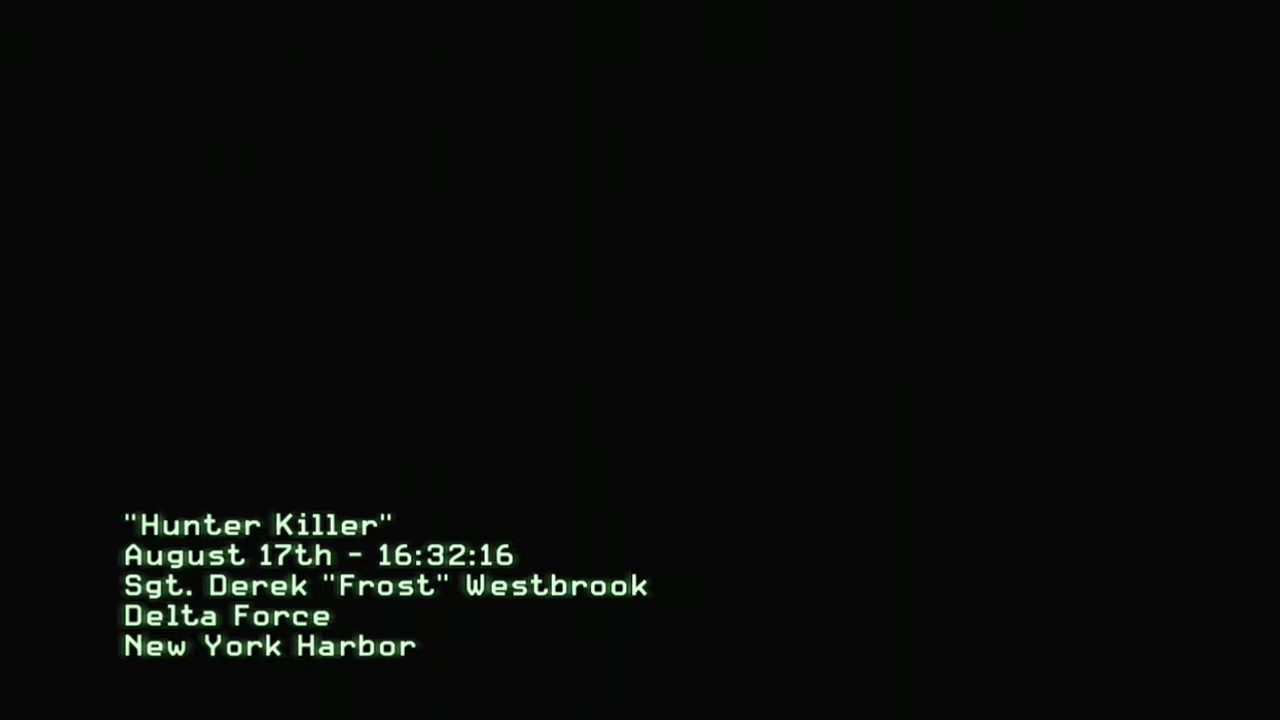 "Hunter Killer"
August 17th - 16:32:16
Sgt. Derek "Frost" Westbrook
Delta Force
New York Harbor